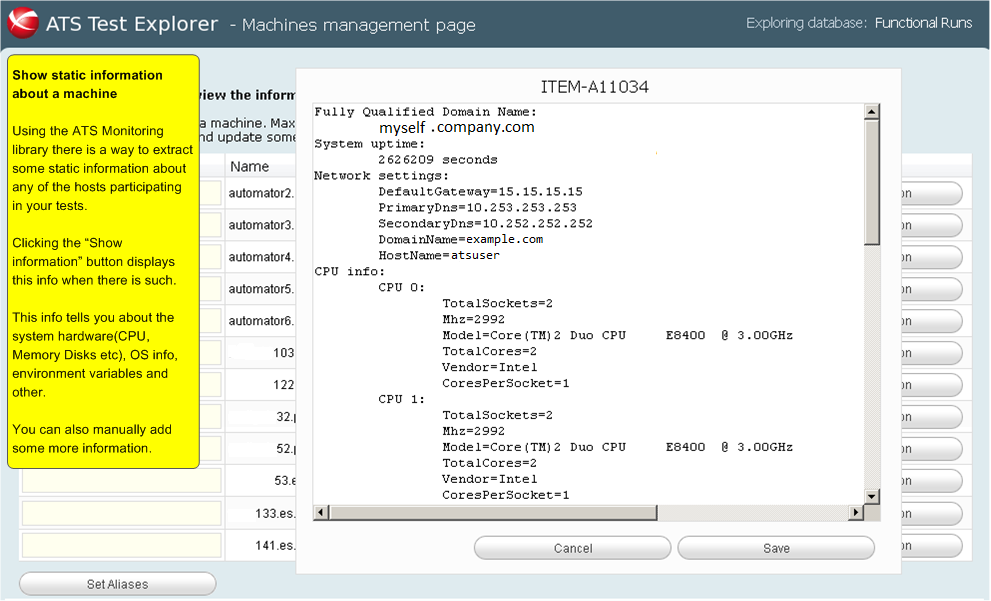 ATS Test Explorer - Machines management page
Exploring database: Functional Runs
Show static information
about a machine
Using the ATS Monitoring
library there is a way to extract
some static information about
any of the hosts participating
in your tests.
Clicking the “Show
information” button displays
this info when there is such.
This info tells you about the
system hardware(CPU,
Memory Disks etc), OS info,
environment variables and
other.
You can also manually add
some more information.
view the inform
a machine. Max
nd update some
Name
automator2.
automator3.
automator4.
automator5.
automator6.
103
122
32.p
52.p
53.e
133.es.
141.es.
Set Aliases
ITEM-A11034
Fully Qualified Domain Name:
myself .company.com
System uptime:
2626209 seconds
Network settings:
DefaultGateway=15.15.15.15
PrimaryDns=10.253.253.253
SecondaryDns=10.252.252.252
DomainName=example.com
HostName=atsuser
CPU info:
CPU 0:
TotalSockets=2
Mhz=2992
Model=Core(TM)2 Duo CPU E8400 @ 3.00GHz
TotalCores=2
Vendor=Intel
CoresPerSocket=1
CPU 1:
TotalSockets=2
Mhz=2992
Model=Core(TM)2 Duo CPU E8400 @ 3.00GHz
TotalCores=2
Vendor=Intel
CoresPerSocket=1
Cancel
Save
on
on
on
on
on
on
on
on
on
on
on
on